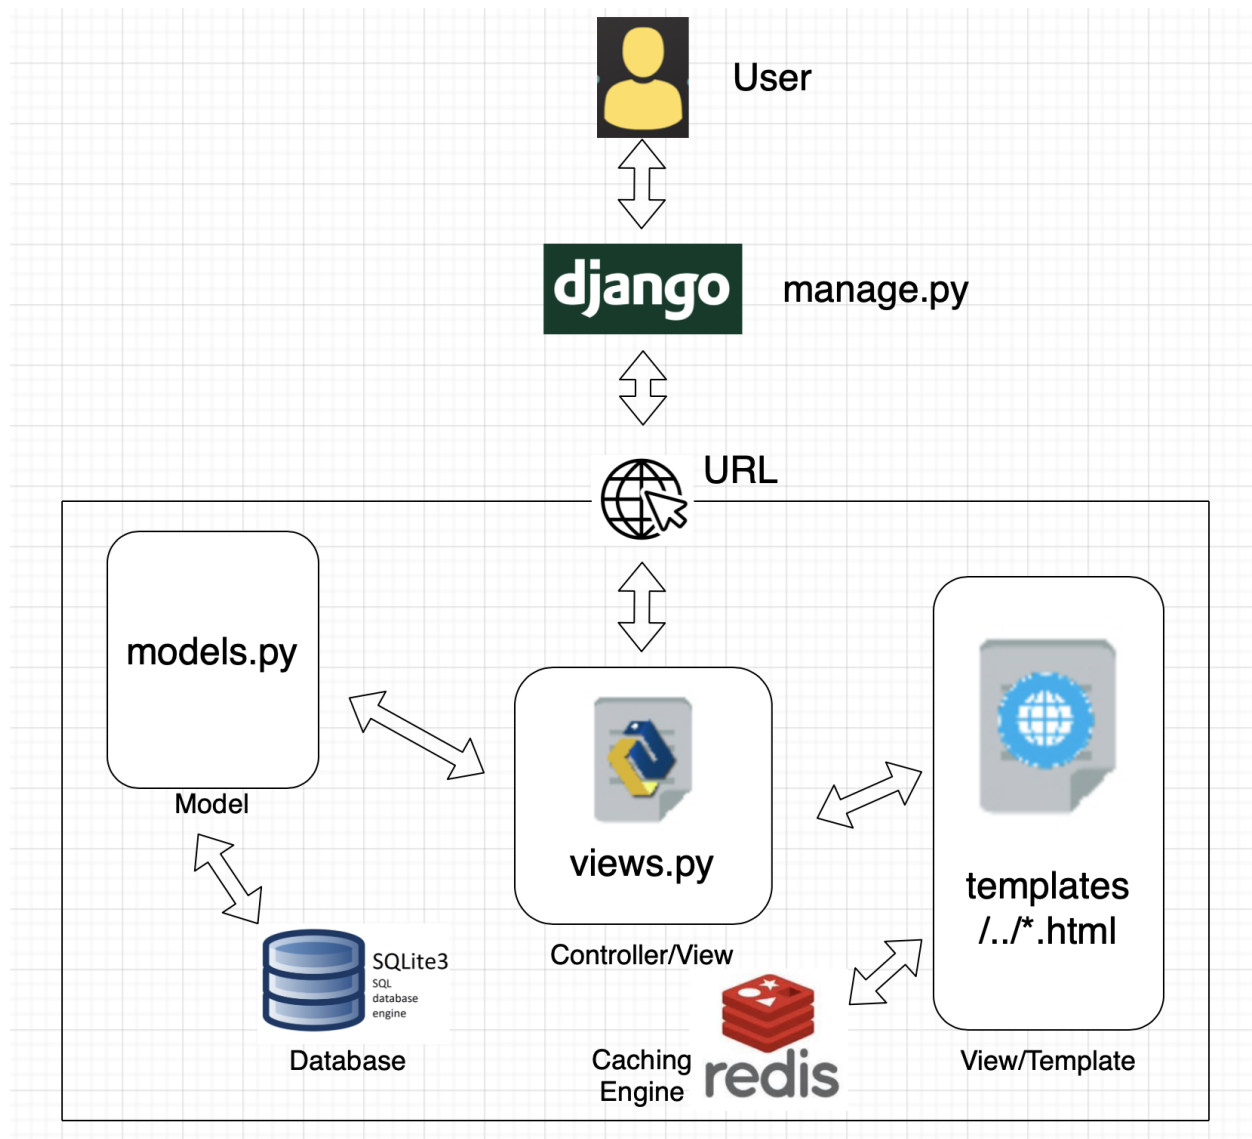 User
django
manage.py
URL
models.py
Model
views.py
Controller/View
templates
/../*.html
View/Template
SQLite3
SQL
database
engine
Database
Caching
Engine
redis